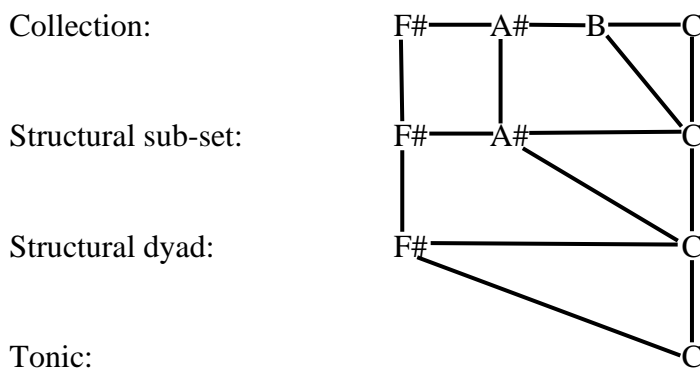 Collection: F# A# B C
Structural sub-set: F# A# C
Structural dyad: F# C
Tonic: C